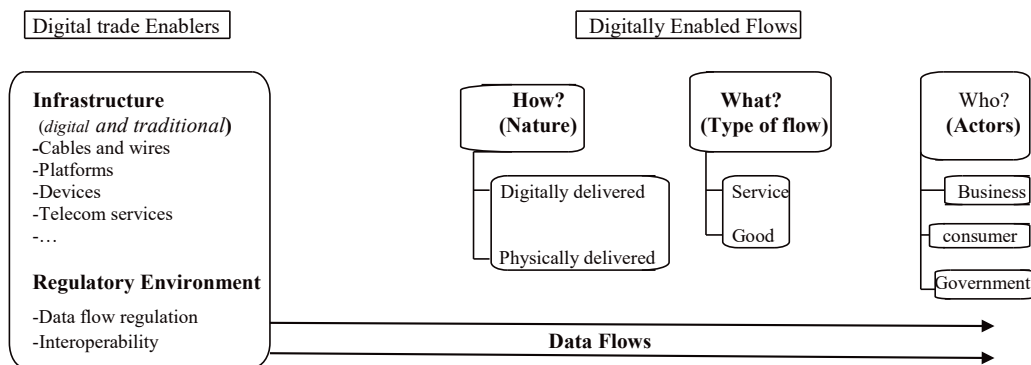 Digital trade Enablers
Digitally Enabled Flows
Infrastructure
(digital and traditional)
-Cables and wires
-Platforms
-Devices
-Telecom services
-…
Regulatory Environment
-Data flow regulation
-Interoperability
How?
(Nature)
Digitally delivered
Physically delivered
What?
(Type of flow)
Service
Good
Who?
(Actors)
Business
consumer
Government
Data Flows